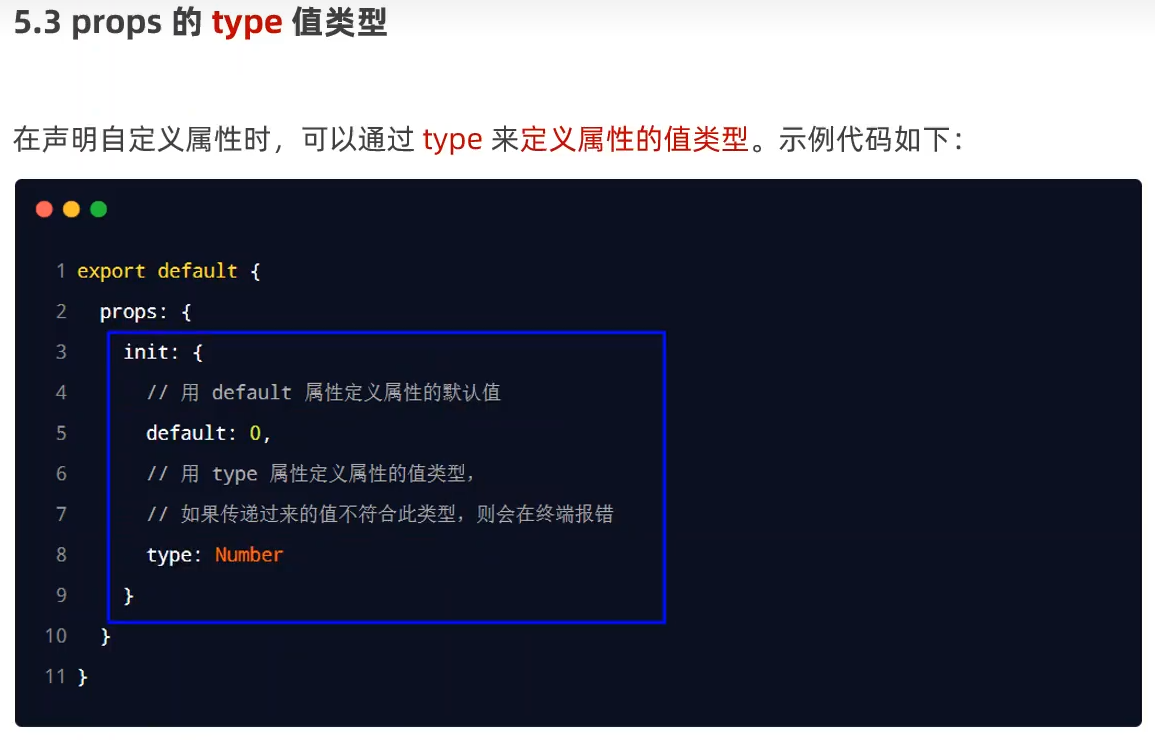 5.3 props 的 type 值类型
在声明自定义属性时，可以通过 type 来定义属性的值类型。示例代码如下：
1 export default {
2   props: {
3     init: {
4       // 用 default 属性定义属性的默认值
5       default: 0,
6       // 用 type 属性定义属性的值类型，
7       // 如果传递过来的值不符合此类型，则会在终端报错
8       type: Number
9     }
10   }
11 }